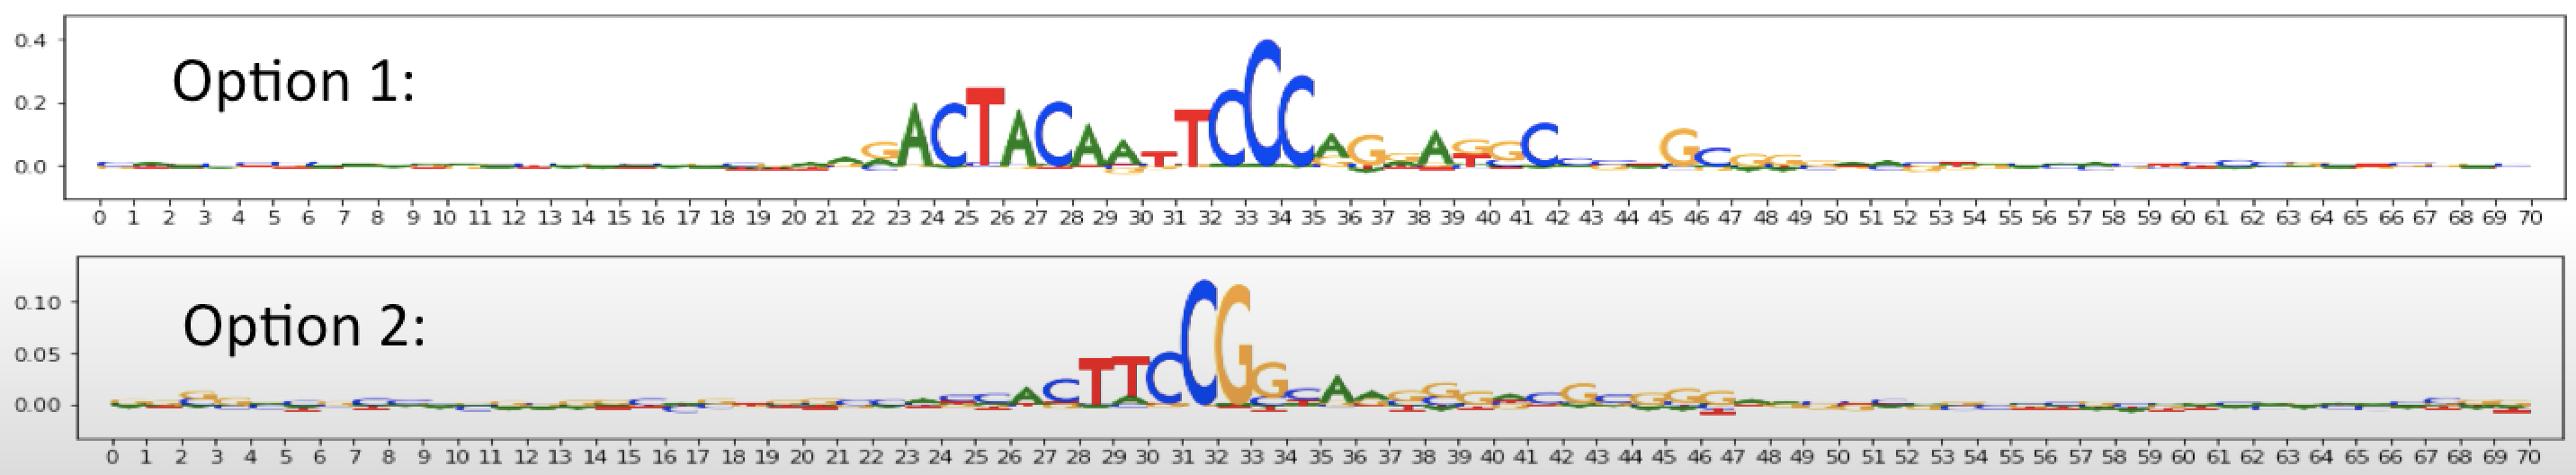 0.4
Option 1:
0.2
ACTACAATTCCCAGGAGGC GC
0.0
0 1 2 3 4 5 6 7 8 9 10 11 12 13 14 15 16 17 18 19 20 21 22 23 24 25 26 27 28 29 30 31 32 33 34 35 36 37 38 39 40 41 42 43 44 45 46 47 48 49 50 51 52 53 54 55 56 57 58 59 60 61 62 63 64 65 66 67 68 69 70
0.10
Option 2:
0.05
ACTTCCGG
0.00
0 1 2 3 4 5 6 7 8 9 10 11 12 13 14 15 16 17 18 19 20 21 22 23 24 25 26 27 28 29 30 31 32 33 34 35 36 37 38 39 40 41 42 43 44 45 46 47 48 49 50 51 52 53 54 55 56 57 58 59 60 61 62 63 64 65 66 67 68 69 70